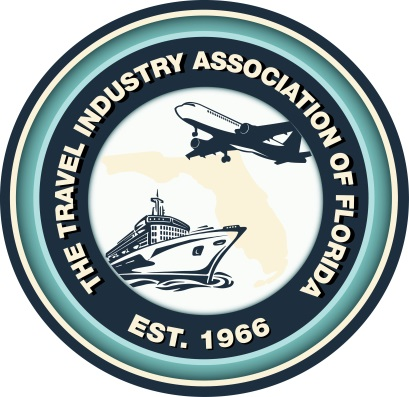 THE TRAVEL INDUSTRY ASSOCIATION OF FLORIDA
EST. 1966